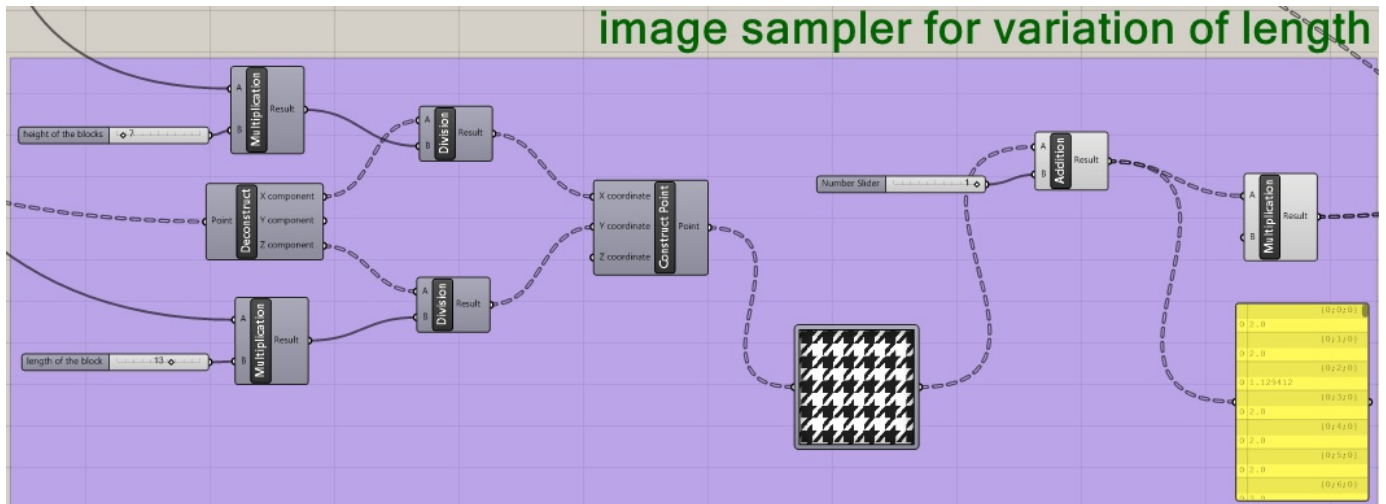 image sampler for variation of length
A
B
Multiplication
Result
height of the blocks
7
A
B
Division
Result
Point
Deconstruct
X component
Y component
Z component
X coordinate
Y coordinate
Z coordinate
Construct Point
Point
A
B
Division
Result
A
B
Multiplication
Result
length of the block
13
Number Slider
1
A
B
Addition
Result
A
B
Multiplication
Result
{0;0;0}
0 2.0
{0;1;0}
0 2.0
{0;2;0}
0 1.129412
{0;3;0}
0 2.0
{0;4;0}
0 2.0
{0;5;0}
0 2.0
{0;6;0}